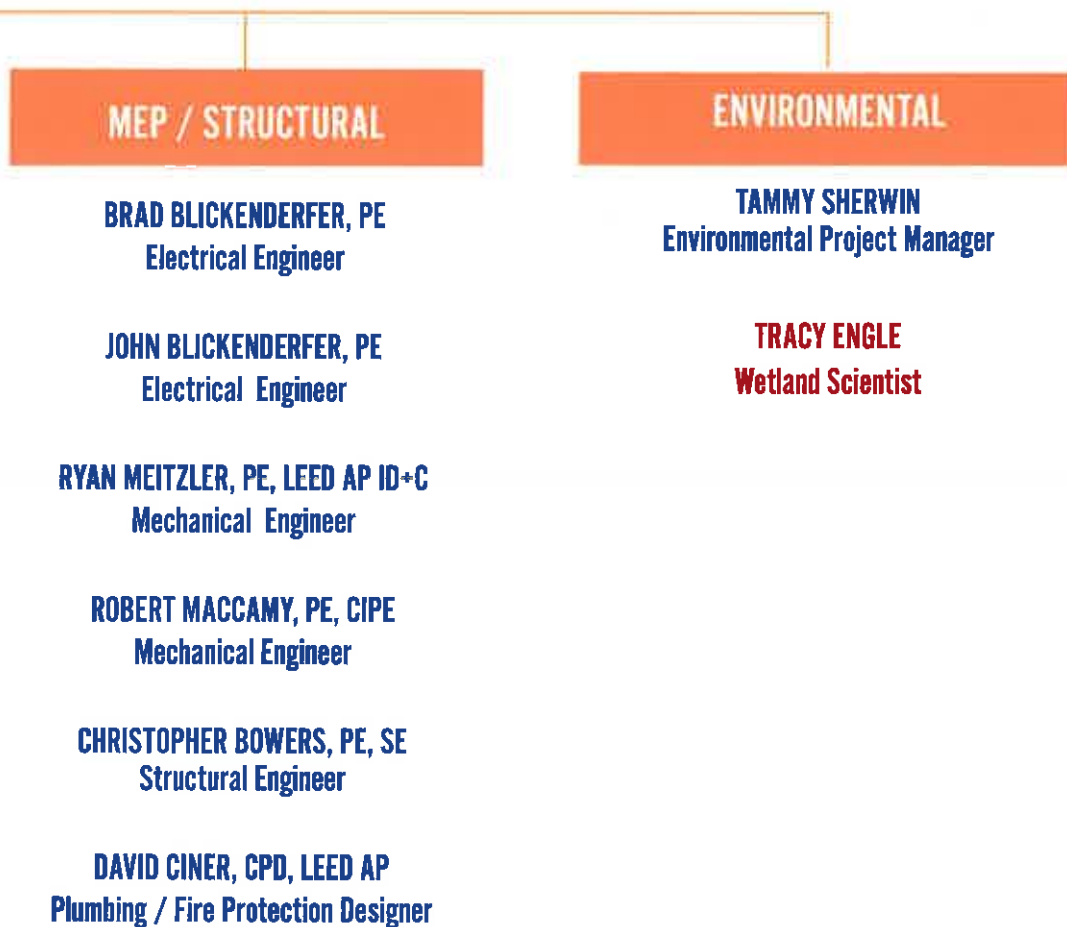 MEP / STRUCTURAL
BRAD BLICKENDERFER, PE
Electrical Engineer
JOHN BLICKENDERFER, PE
Electrical Engineer
RYAN MEITZLER, PE, LEED AP ID+C
Mechanical Engineer
ROBERT MACCAMY, PE, CIPE
Mechanical Engineer
CHRISTOPHER BOWERS, PE, SE
Structural Engineer
DAVID CINER, CPD, LEED AP
Plumbing / Fire Protection Designer
ENVIRONMENTAL
TAMMY SHERWIN
Environmental Project Manager
TRACY ENGLE
Wetland Scientist